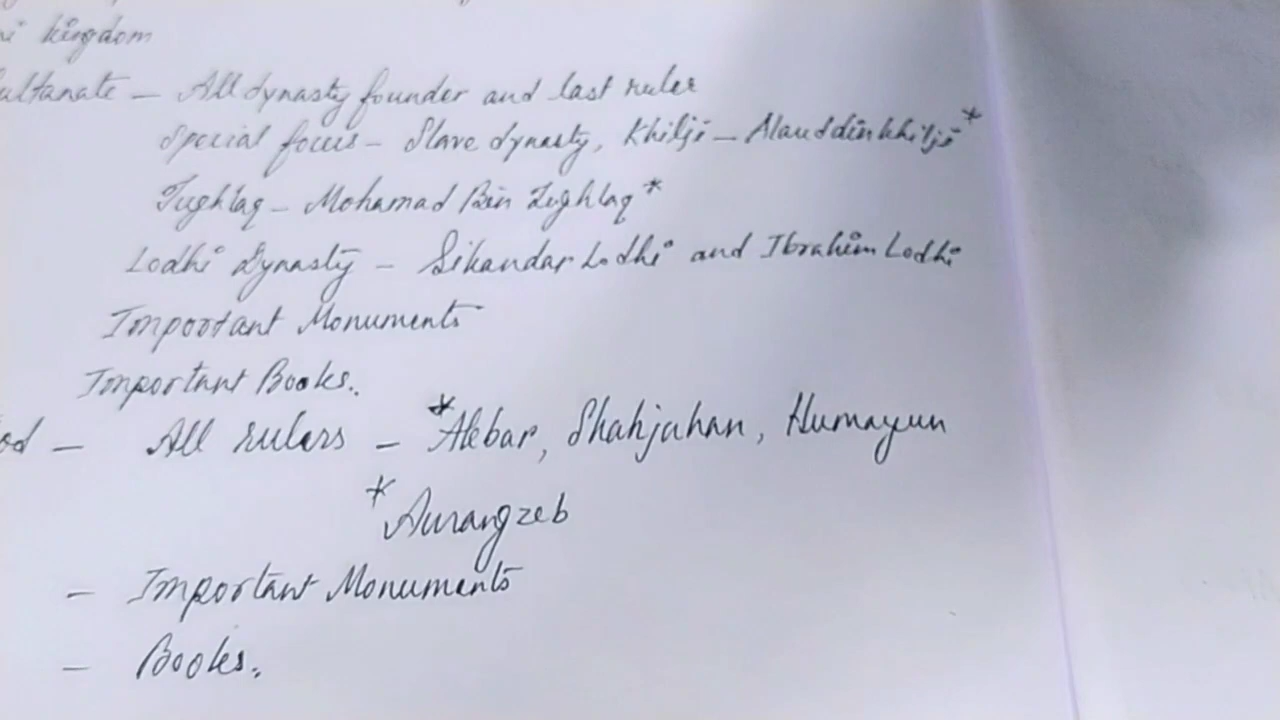 kingdom
ultanate - All dynasty founder and last ruler
Special focus - Slave dynasty, Khilji - Alauddin khilji*
Tughlaq - Mohamad Bin Tughlaq*
Lodhi Dynasty - Sikandar Lodhi and Ibrahim Lodhi
Important Monuments
Important Books.
od - All rulers - *Akbar, Shahjahan, Humayun
*Aurangzeb
- Important Monuments
- Books.